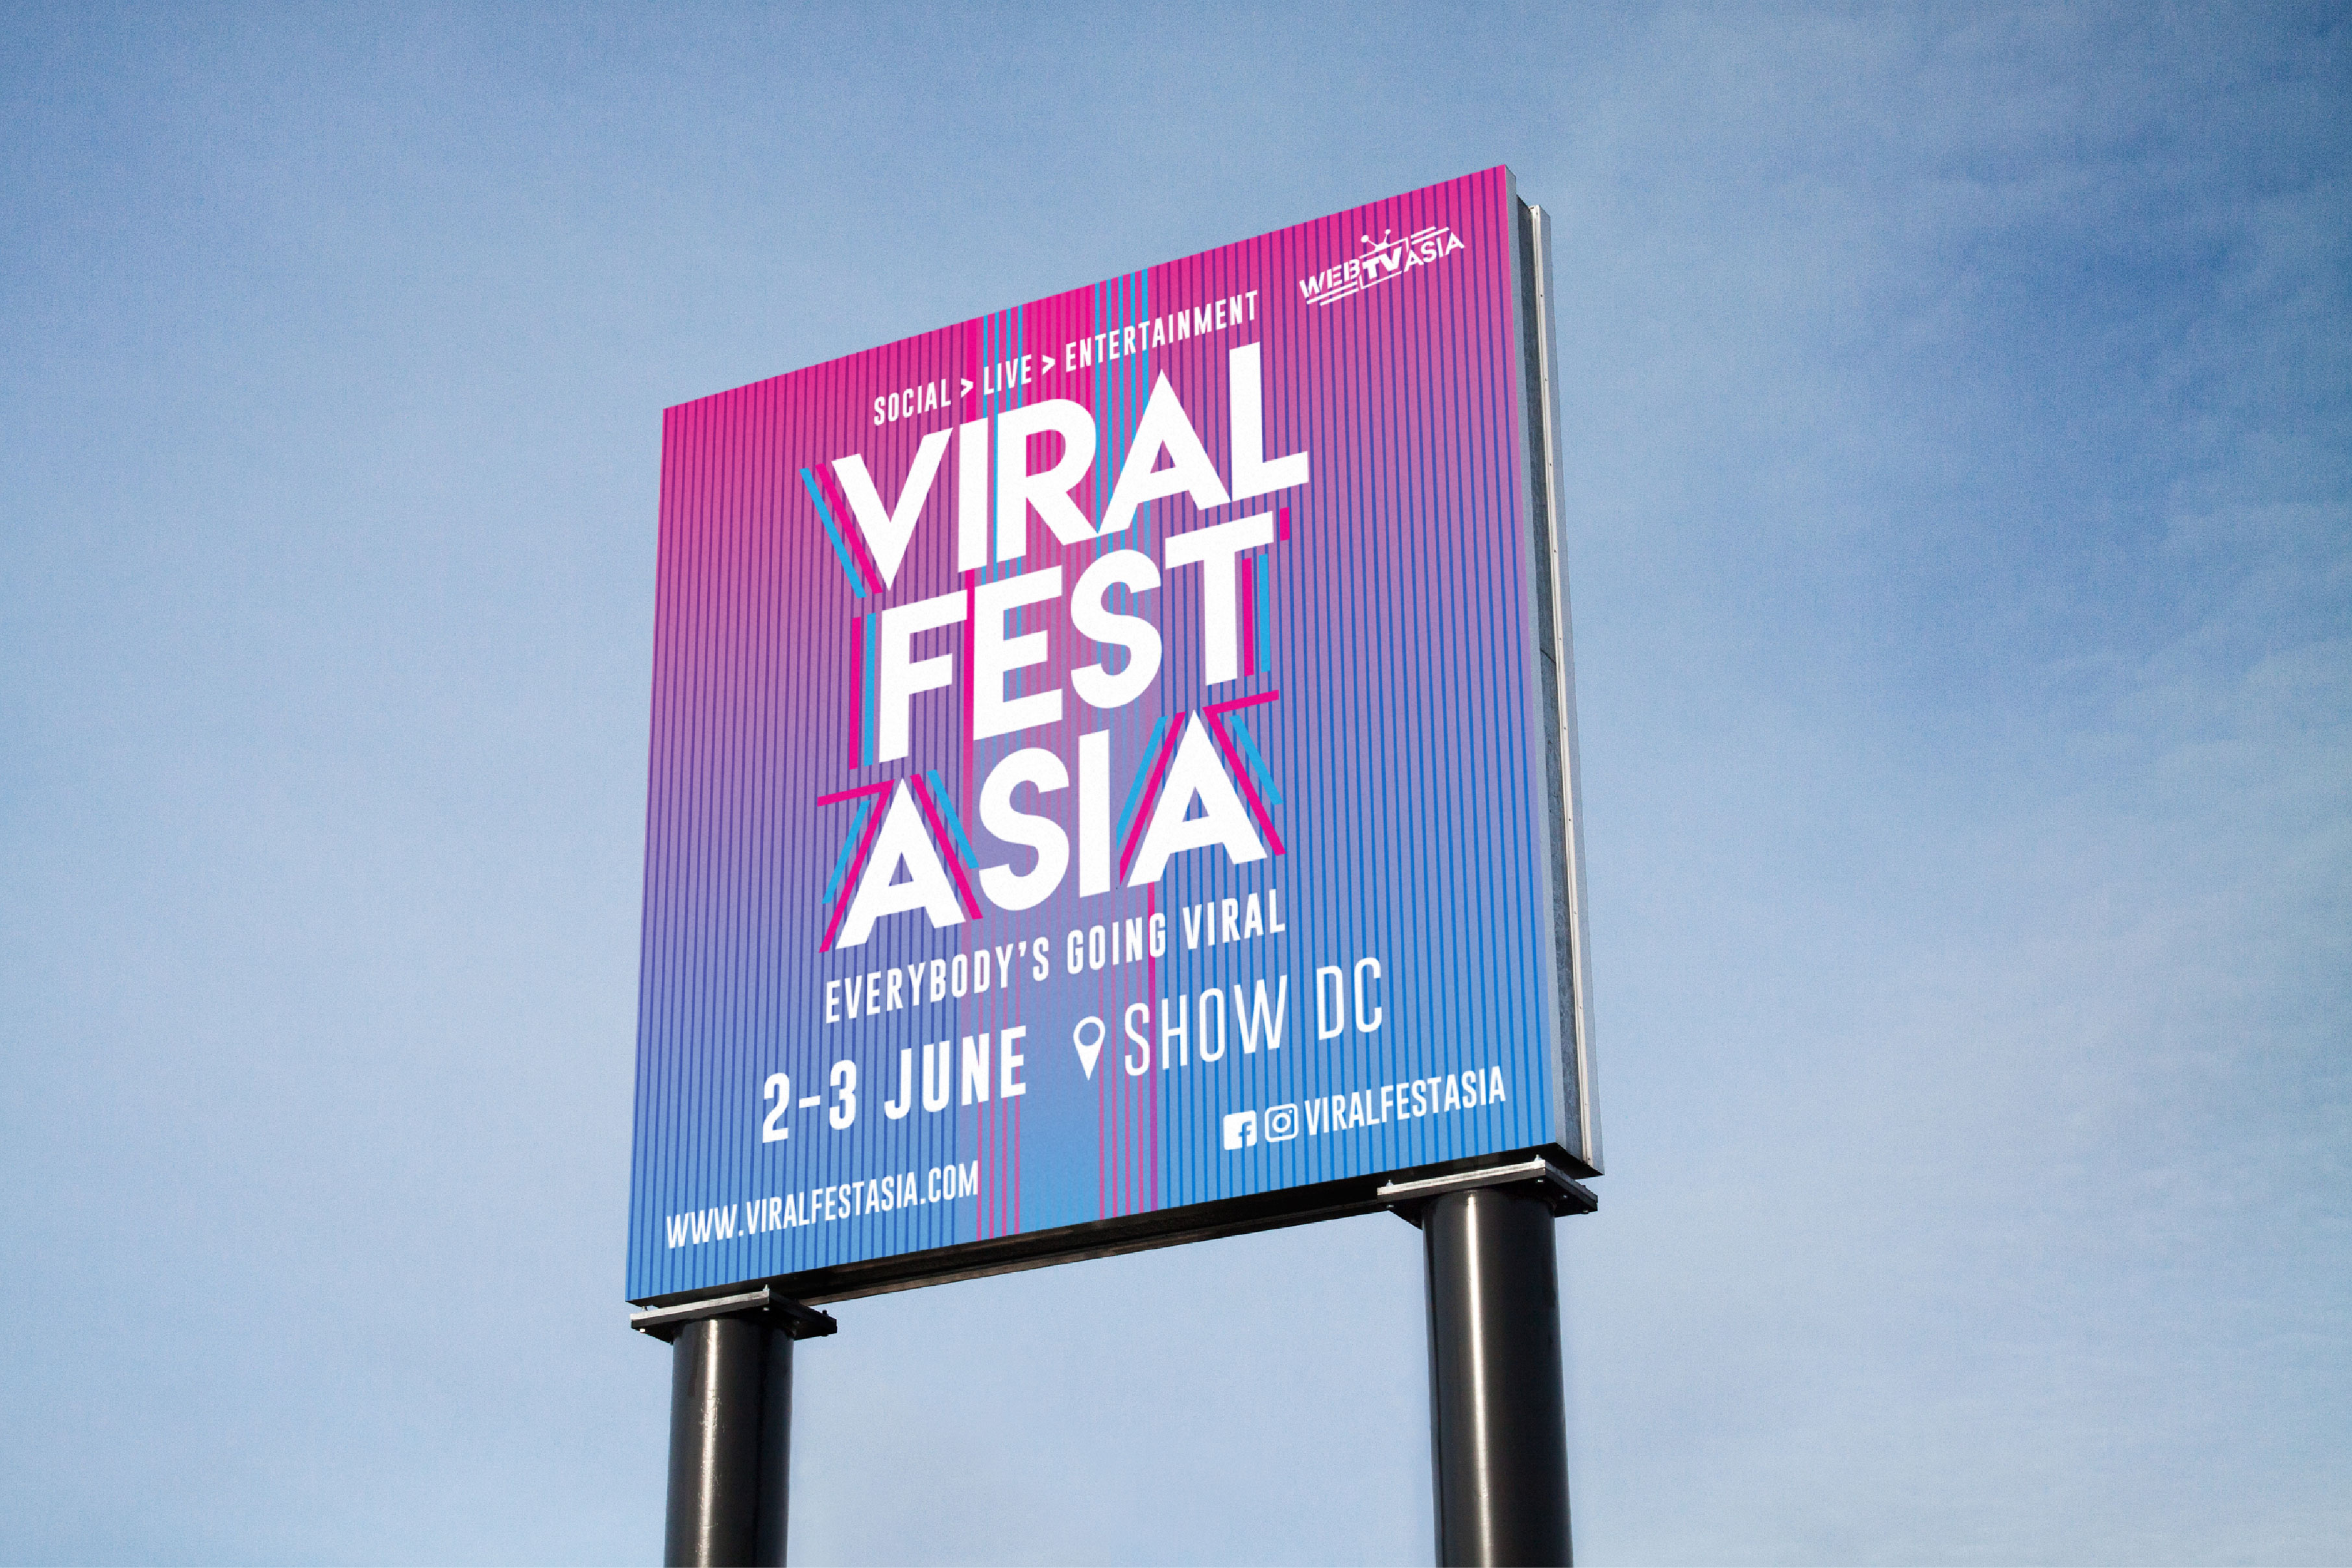 WEBTVASIA
SOCIAL > LIVE > ENTERTAINMENT
VIRAL
FEST
ASIA
EVERYBODY'S GOING VIRAL
2-3 JUNE SHOW DC
VIRALFESTASIA
WWW.VIRALFESTASIA.COM